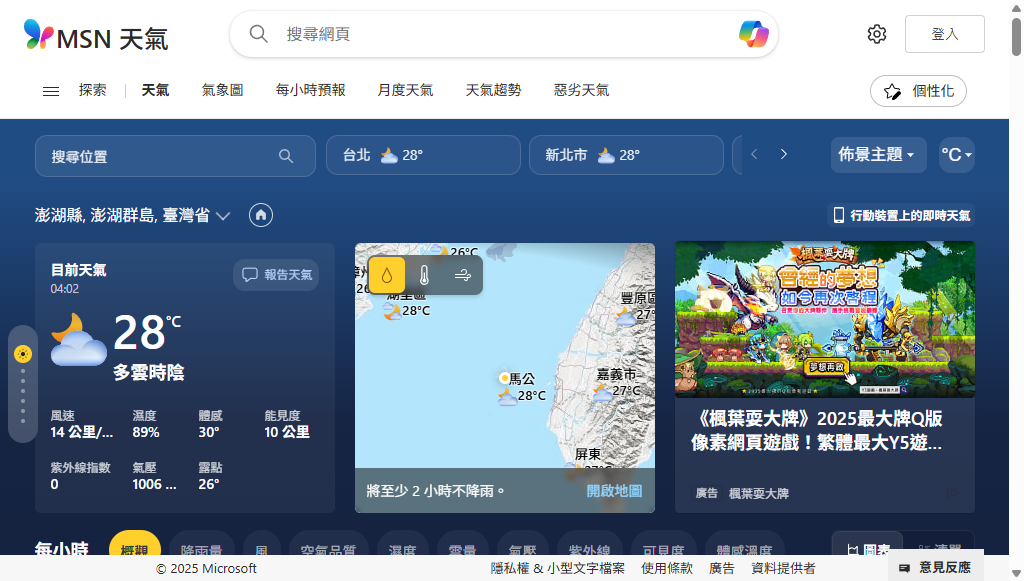 MSN 天氣
搜尋網頁
登入
探索
天氣
氣象圖
每小時預報
月度天氣
天氣趨勢
惡劣天氣
個性化
搜尋位置
台北 28°
新北市 28°
佈景主題
°C
澎湖縣, 澎湖群島, 臺灣省
行動裝置上的即時天氣
目前天氣
04:02
報告天氣
28°C
多雲時陰
風速
14 公里/...
濕度
89%
體感
30°
能見度
10 公里
紫外線指數
0
氣壓
1006 ...
露點
26°
26°C
28°C
豐原區
27°
馬公
28°C
嘉義市
27°C
屏東
27°C
將至少 2 小時不降雨。
開啟地圖
楓葉耍大牌
曾經的夢想
如今再次啓程
夢想再啟
《楓葉耍大牌》2025最大牌Q版
像素網頁遊戲！繁體最大Y5遊...
廣告
楓葉耍大牌
每小時
概觀
降雨量
風
空氣品質
濕度
雲量
氣壓
紫外線
可見度
體感溫度
圖表
清單
© 2025 Microsoft
隱私權 & 小型文字檔案
使用條款
廣告
資料提供者
意見反應